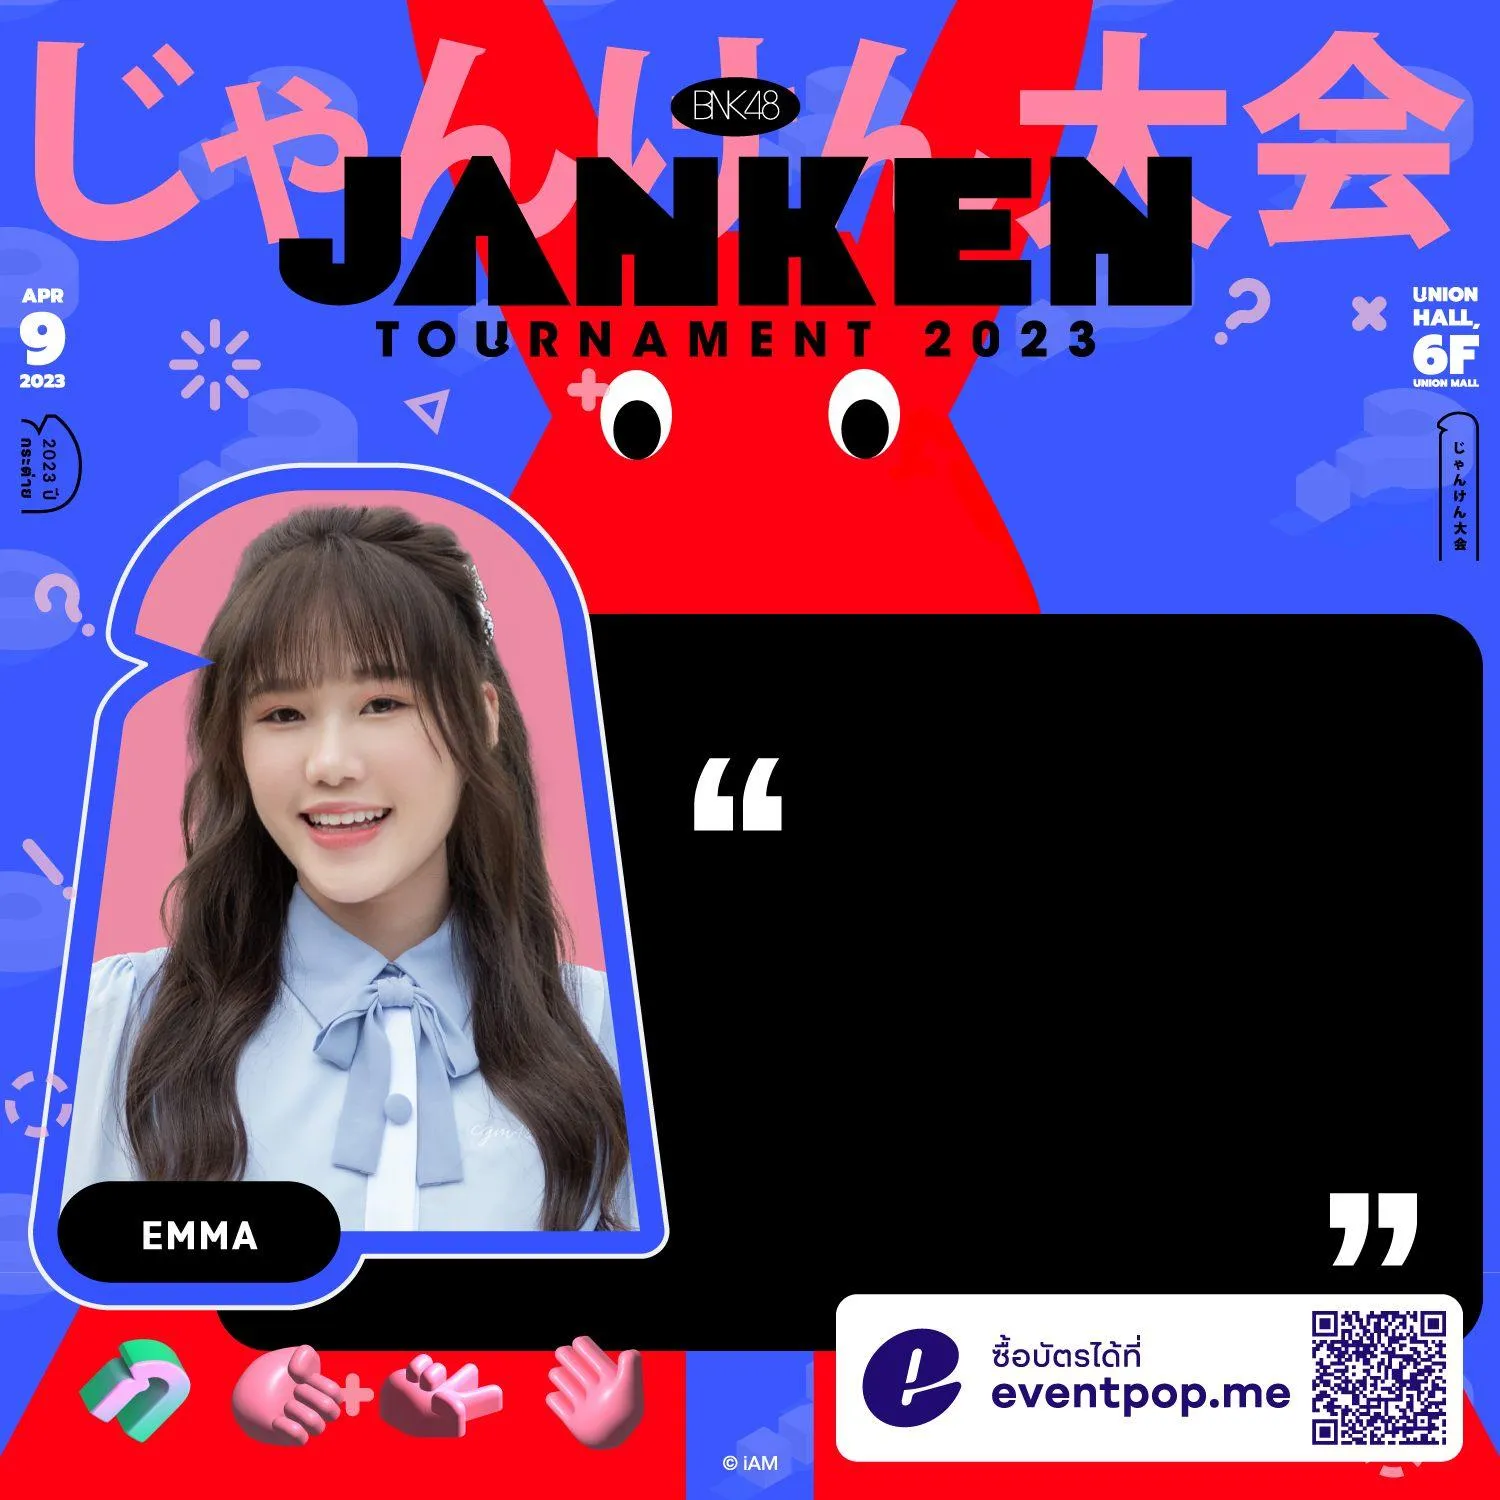 じゃんけん大会
BNK48
JANKEN
TOURNAMENT 2023
APR
9
2023
2023 ปี
กระต่าย
UNION
HALL,
6F
UNION MALL
じゃんけん大会
“
cgm48
”
EMMA
ซื้อบัตรได้ที่
eventpop.me
© iAM